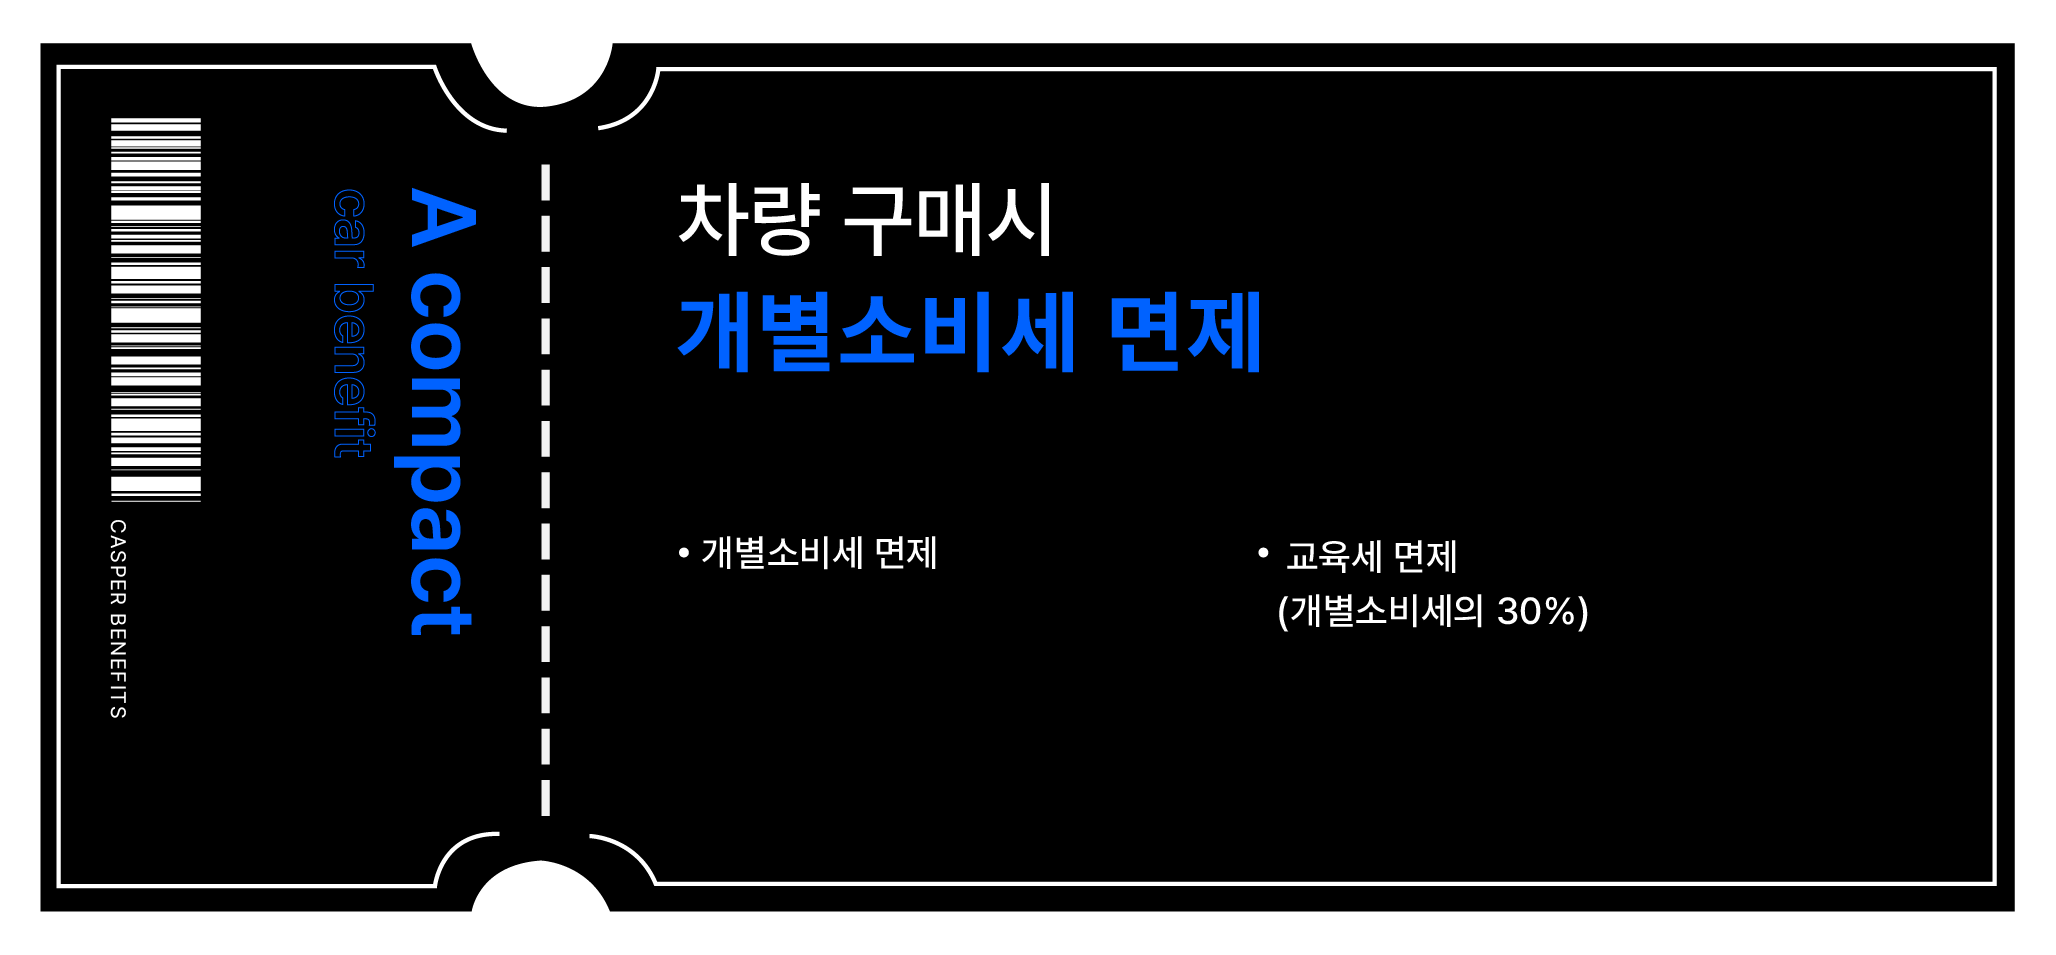 CASPER BENEFITS
A compact
car benefit
차량 구매시
개별소비세 면제
• 개별소비세 면제
• 교육세 면제
(개별소비세의 30%)